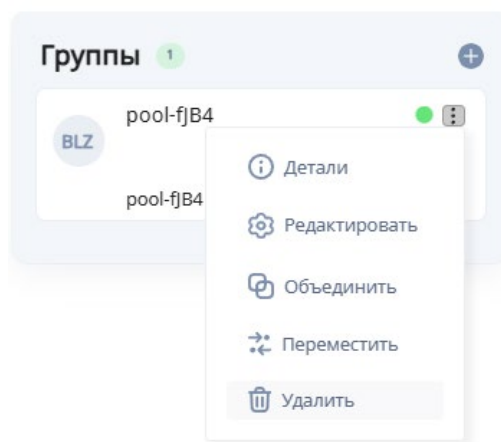 Группы 1
pool-fJB4
BLZ
pool-fJB4
Детали
Редактировать
Объединить
Переместить
Удалить